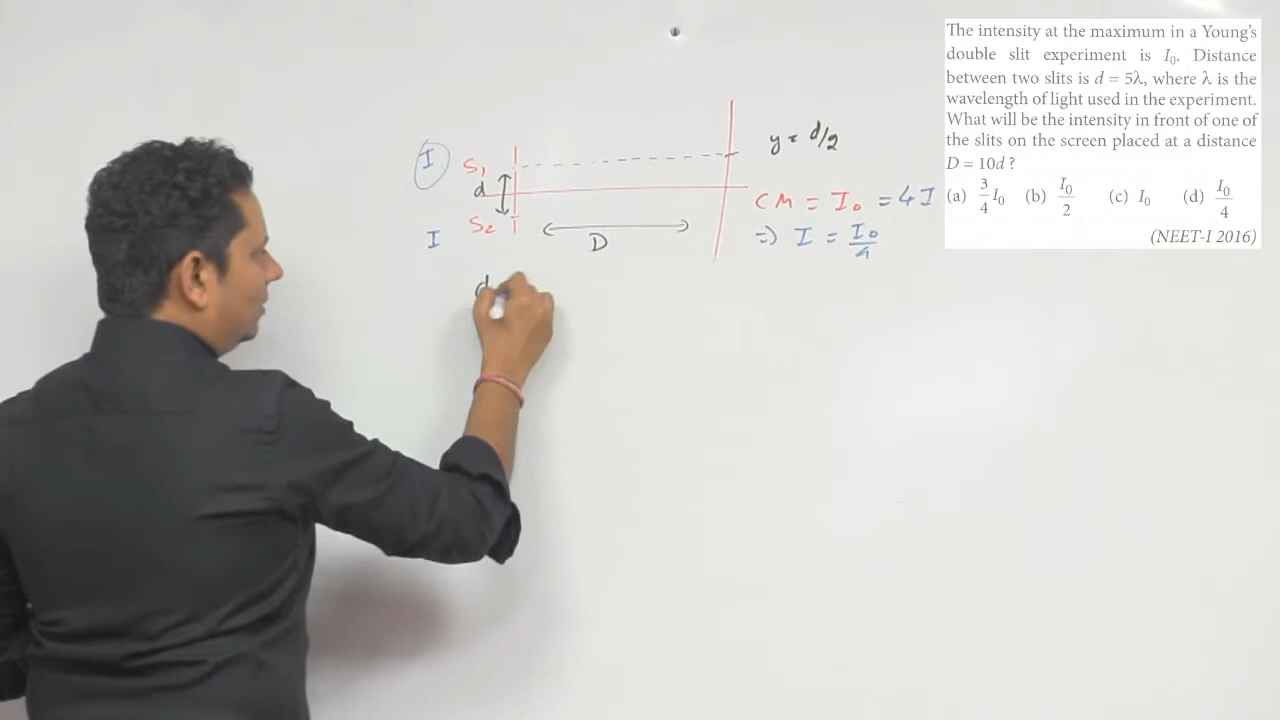 The intensity at the maximum in a Young's
double slit experiment is I₀. Distance
between two slits is d = 5λ, where λ is the
wavelength of light used in the experiment.
What will be the intensity in front of one of
the slits on the screen placed at a distance
D = 10d ?
(a) 3/4 I₀ (b) I₀/2 (c) I₀ (d) I₀/4
(NEET-I 2016)
y = d/2
I S₁
d
S₂
I
D
CM = I₀ = 4I
⇒ I = I₀/4
d